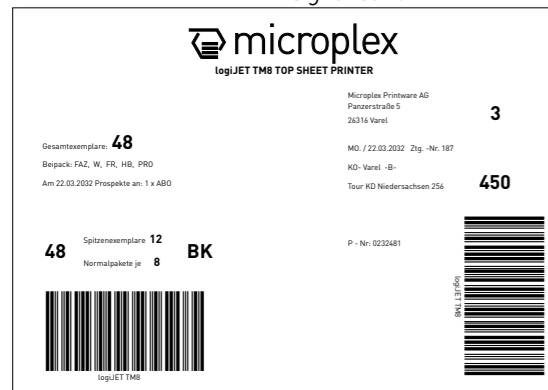 microplex
logiJET TM8 TOP SHEET PRINTER
Microplex Printware AG
Panzerstraße 5
26316 Varel
3
Gesamtexemplare: 48
Beipack: FAZ, W, FR, HB, PRO
Am 22.03.2032 Prospekte an: 1 x ABO
MO. / 22.03.2032 Ztg. -Nr. 187
KO- Varel -B-
Tour KD Niedersachsen 256
450
48
Spitzenexemplare 12
Normalpakete je 8
BK
P - Nr: 0232481
logiJET TM8
logiJET TM8